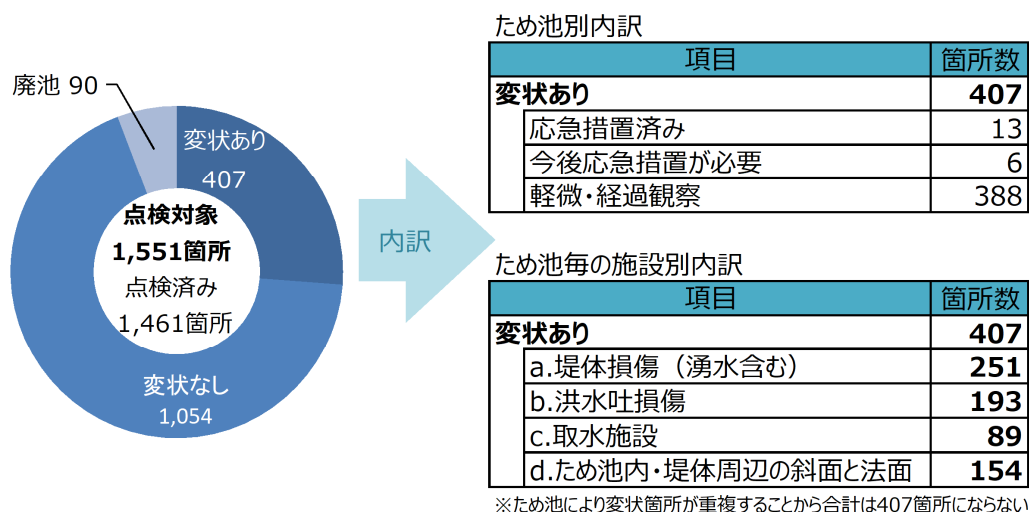 廃池 90
変状あり
407
点検対象
1,551箇所
点検済み
1,461箇所
変状なし
1,054
内訳
ため池別内訳
項目 箇所数
変状あり 407
応急措置済み 13
今後応急措置が必要 6
軽微・経過観察 388
ため池毎の施設別内訳
項目 箇所数
変状あり 407
a.堤体損傷（湧水含む） 251
b.洪水吐損傷 193
c.取水施設 89
d.ため池内・堤体周辺の斜面と法面 154
※ため池により変状箇所が重複することから合計は407箇所にならない